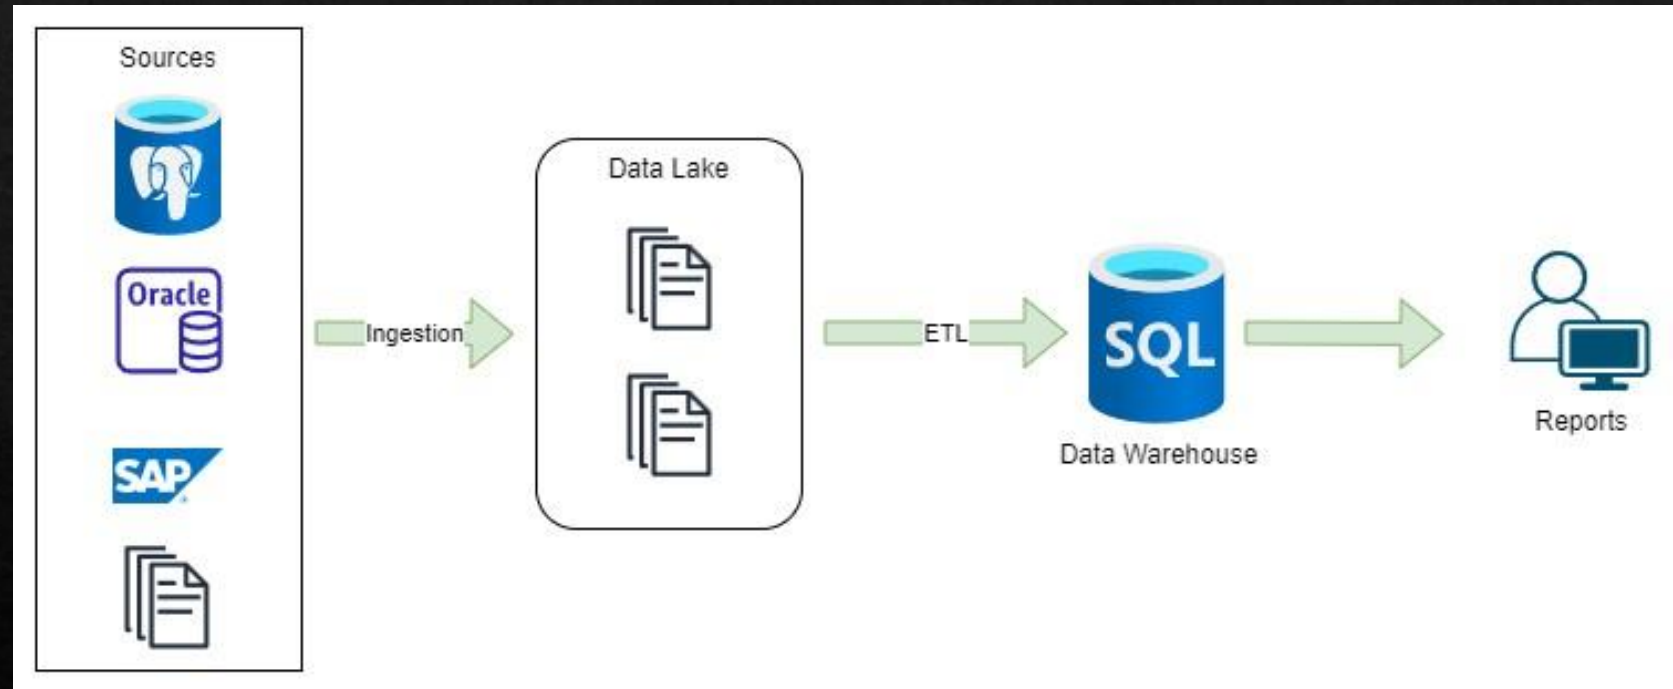 Sources
Oracle
SAP
Ingestion
Data Lake
ETL
SQL
Data Warehouse
Reports